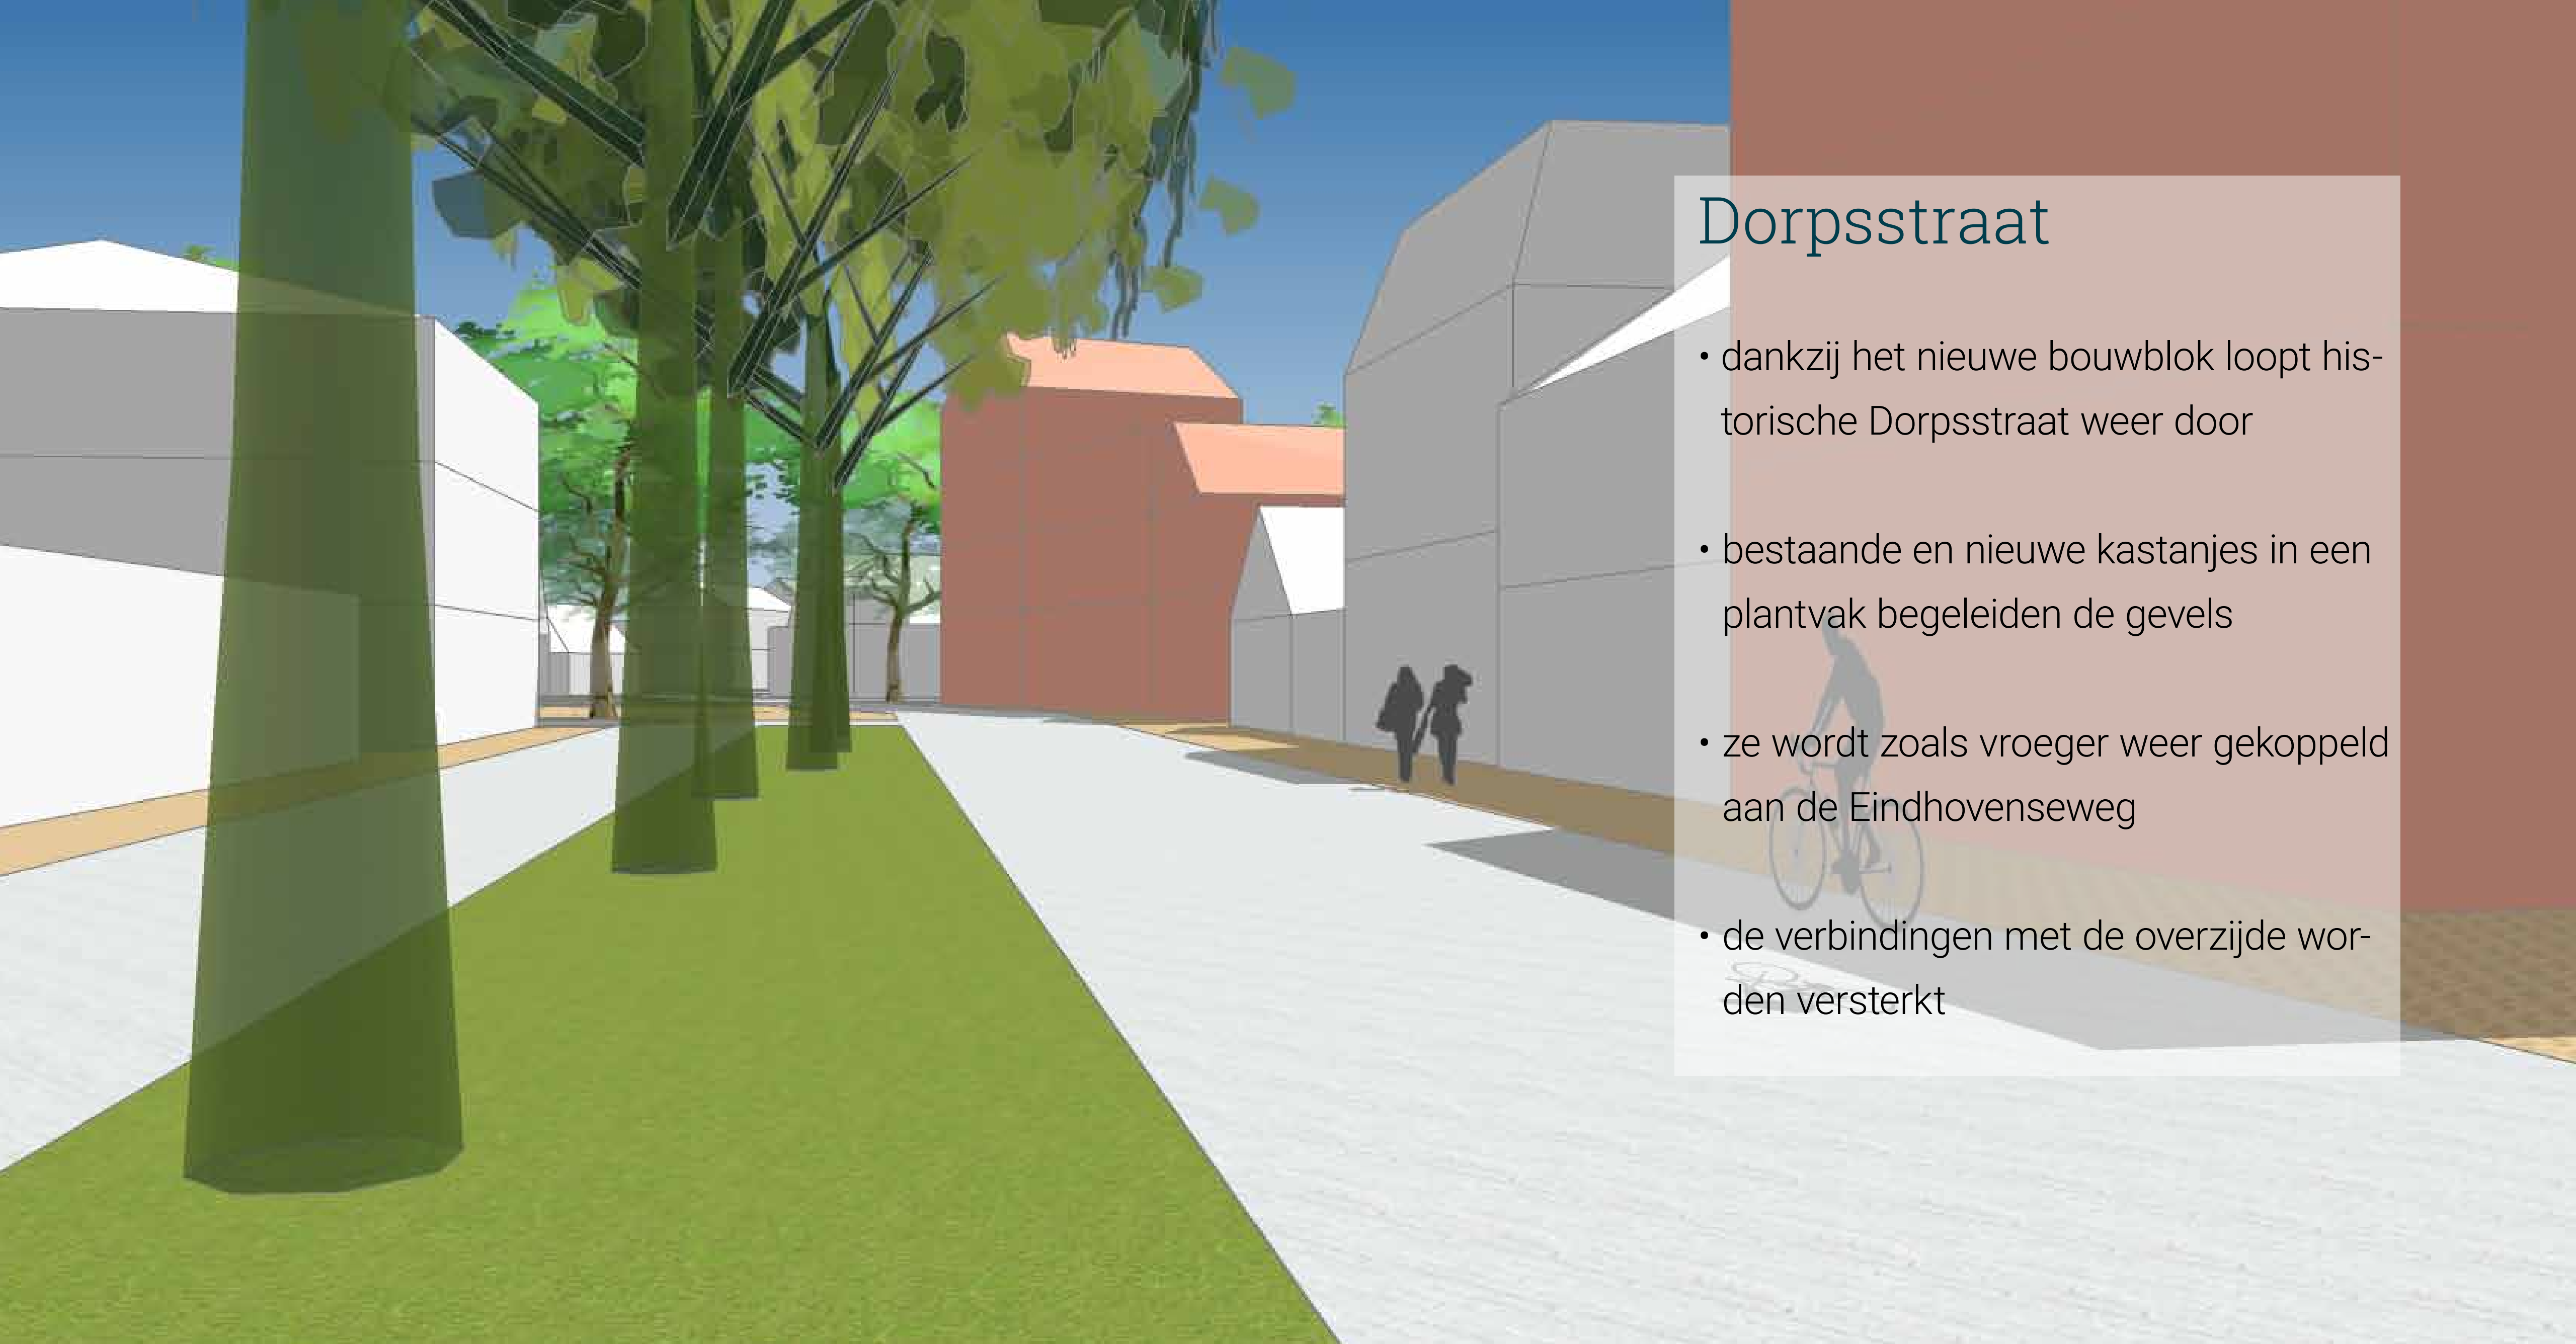 Dorpsstraat
• dankzij het nieuwe bouwblok loopt his-
torische Dorpsstraat weer door
• bestaande en nieuwe kastanjes in een
plantvak begeleiden de gevels
• ze wordt zoals vroeger weer gekoppeld
aan de Eindhovenseweg
• de verbindingen met de overzijde wor-
den versterkt